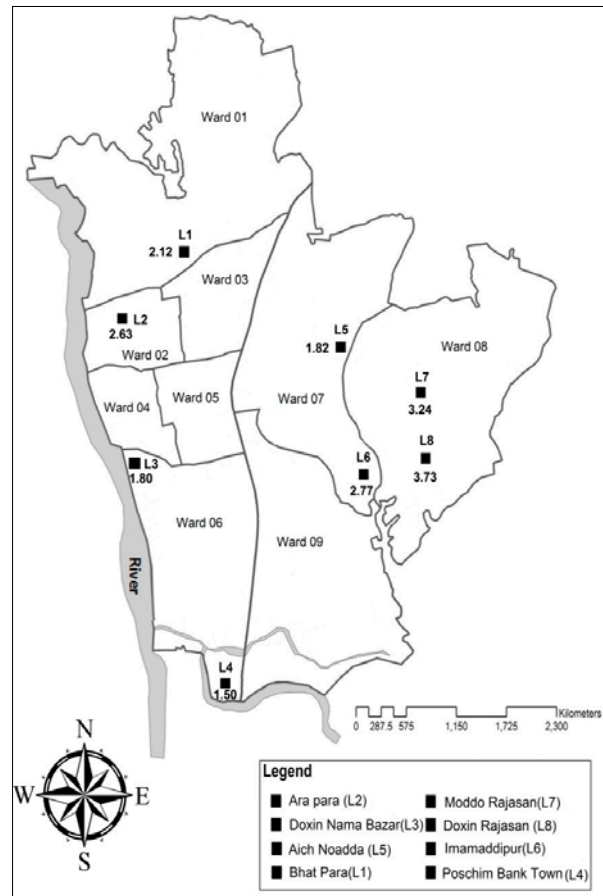 Ward 01
L1
2.12
Ward 03
L2
2.63
Ward 02
L5
1.82
Ward 08
Ward 04
Ward 05
Ward 07
L7
3.24
L3
1.80
L6
2.77
L8
3.73
Ward 06
Ward 09
River
L4
1.50
Kilometers
0 287.5 575 1,150 1,725 2,300
N
W E
S
Legend
Ara para (L2)
Doxin Nama Bazar(L3)
Aich Noadda (L5)
Bhat Para(L1)
Moddo Rajasan(L7)
Doxin Rajasan (L8)
Imamaddipur(L6)
Poschim Bank Town (L4)